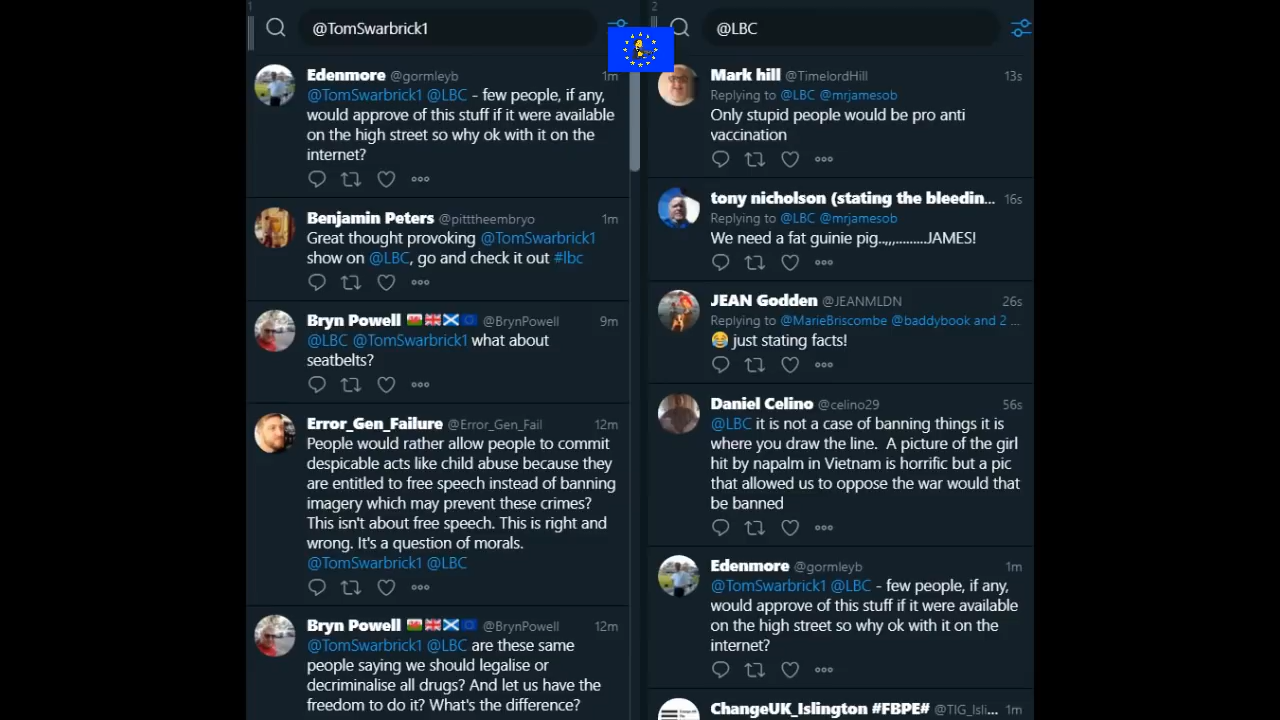 1
@TomSwarbrick1
Edenmore @gormleyb 1m
@TomSwarbrick1 @LBC - few people, if any,
would approve of this stuff if it were available
on the high street so why ok with it on the
internet?
Benjamin Peters @pitttheembryo 1m
Great thought provoking @TomSwarbrick1
show on @LBC, go and check it out #lbc
Bryn Powell @BrynPowell 9m
@LBC @TomSwarbrick1 what about
seatbelts?
Error_Gen_Failure @Error_Gen_Fail 12m
People would rather allow people to commit
despicable acts like child abuse because they
are entitled to free speech instead of banning
imagery which may prevent these crimes?
This isn't about free speech. This is right and
wrong. It's a question of morals.
@TomSwarbrick1 @LBC
Bryn Powell @BrynPowell 12m
@TomSwarbrick1 @LBC are these same
people saying we should legalise or
decriminalise all drugs? And let us have the
freedom to do it? What's the difference?
2
@LBC
Mark hill @TimelordHill 13s
Replying to @LBC @mrjamesob
Only stupid people would be pro anti
vaccination
tony nicholson (stating the bleedin... 16s
Replying to @LBC @mrjamesob
We need a fat guinie pig..,,,.........JAMES!
JEAN Godden @JEANMLDN 26s
Replying to @MarieBriscombe @baddybook and 2 ...
😂 just stating facts!
Daniel Celino @celino29 56s
@LBC it is not a case of banning things it is
where you draw the line. A picture of the girl
hit by napalm in Vietnam is horrific but a pic
that allowed us to oppose the war would that
be banned
Edenmore @gormleyb 1m
@TomSwarbrick1 @LBC - few people, if any,
would approve of this stuff if it were available
on the high street so why ok with it on the
internet?
ChangeUK_Islington #FBPE# @TIG_Isli... 1m